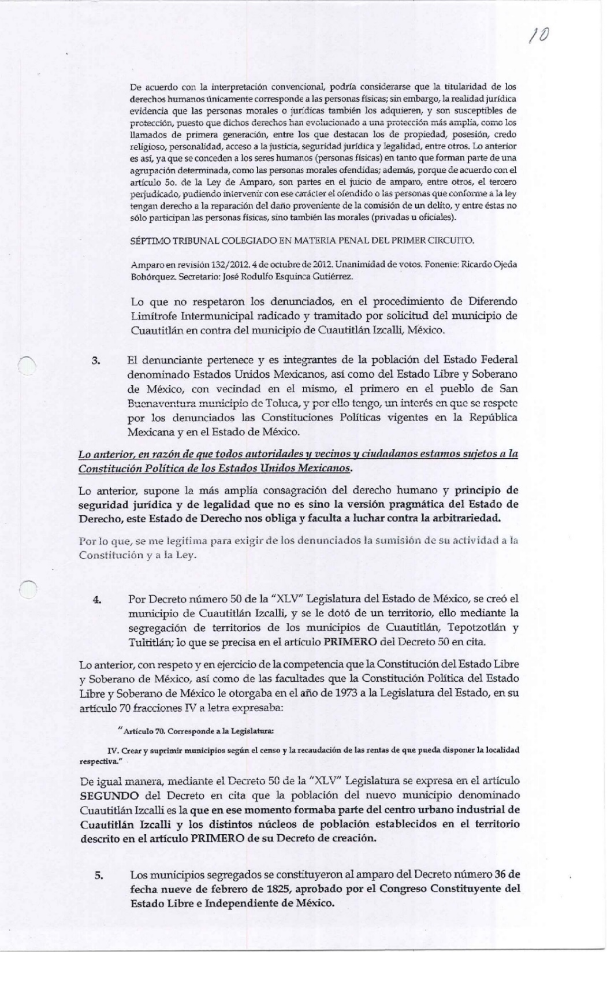 10
De acuerdo con la interpretación convencional, podría considerarse que la titularidad de los
derechos humanos únicamente corresponde a las personas físicas; sin embargo, la realidad jurídica
evidencia que las personas morales o jurídicas también los adquieren, y son susceptibles de
protección, puesto que dichos derechos han evolucionado a una protección más amplia, como los
llamados de primera generación, entre los que destacan los de propiedad, posesión, credo
religioso, personalidad, acceso a la justicia, seguridad jurídica y legalidad, entre otros. Lo anterior
es así, ya que se conceden a los seres humanos (personas físicas) en tanto que forman parte de una
agrupación determinada, como las personas morales ofendidas; además, porque de acuerdo con el
artículo 5o. de la Ley de Amparo, son partes en el juicio de amparo, entre otros, el tercero
perjudicado, pudiendo intervenir con ese carácter el ofendido o las personas que conforme a la ley
tengan derecho a la reparación del daño proveniente de la comisión de un delito, y entre éstas no
sólo participan las personas físicas, sino también las morales (privadas u oficiales).
SÉPTIMO TRIBUNAL COLEGIADO EN MATERIA PENAL DEL PRIMER CIRCUITO.
Amparo en revisión 132/2012. 4 de octubre de 2012. Unanimidad de votos. Ponente: Ricardo Ojeda
Bohórquez. Secretario: José Rodulfo Esquinca Gutiérrez.
Lo que no respetaron los denunciados, en el procedimiento de Diferendo
Limítrofe Intermunicipal radicado y tramitado por solicitud del municipio de
Cuautitlán en contra del municipio de Cuautitlán Izcalli, México.
3. El denunciante pertenece y es integrantes de la población del Estado Federal
denominado Estados Unidos Mexicanos, así como del Estado Libre y Soberano
de México, con vecindad en el mismo, el primero en el pueblo de San
Buenaventura municipio de Toluca, y por ello tengo, un interés en que se respete
por los denunciados las Constituciones Políticas vigentes en la República
Mexicana y en el Estado de México.
Lo anterior, en razón de que todos autoridades y vecinos y ciudadanos estamos sujetos a la
Constitución Política de los Estados Unidos Mexicanos.
Lo anterior, supone la más amplía consagración del derecho humano y principio de
seguridad jurídica y de legalidad que no es sino la versión pragmática del Estado de
Derecho, este Estado de Derecho nos obliga y faculta a luchar contra la arbitrariedad.
Por lo que, se me legitima para exigir de los denunciados la sumisión de su actividad a la
Constitución y a la Ley.
4. Por Decreto número 50 de la "XLV" Legislatura del Estado de México, se creó el
municipio de Cuautitlán Izcalli, y se le dotó de un territorio, ello mediante la
segregación de territorios de los municipios de Cuautitlán, Tepotzotlán y
Tultitlán; lo que se precisa en el artículo PRIMERO del Decreto 50 en cita.
Lo anterior, con respeto y en ejercicio de la competencia que la Constitución del Estado Libre
y Soberano de México, así como de las facultades que la Constitución Política del Estado
Libre y Soberano de México le otorgaba en el año de 1973 a la Legislatura del Estado, en su
artículo 70 fracciones IV a letra expresaba:
"Artículo 70. Corresponde a la Legislatura:
IV. Crear y suprimir municipios según el censo y la recaudación de las rentas de que pueda disponer la localidad
respectiva."
De igual manera, mediante el Decreto 50 de la "XLV" Legislatura se expresa en el artículo
SEGUNDO del Decreto en cita que la población del nuevo municipio denominado
Cuautitlán Izcalli es la que en ese momento formaba parte del centro urbano industrial de
Cuautitlán Izcalli y los distintos núcleos de población establecidos en el territorio
descrito en el artículo PRIMERO de su Decreto de creación.
5. Los municipios segregados se constituyeron al amparo del Decreto número 36 de
fecha nueve de febrero de 1825, aprobado por el Congreso Constituyente del
Estado Libre e Independiente de México.